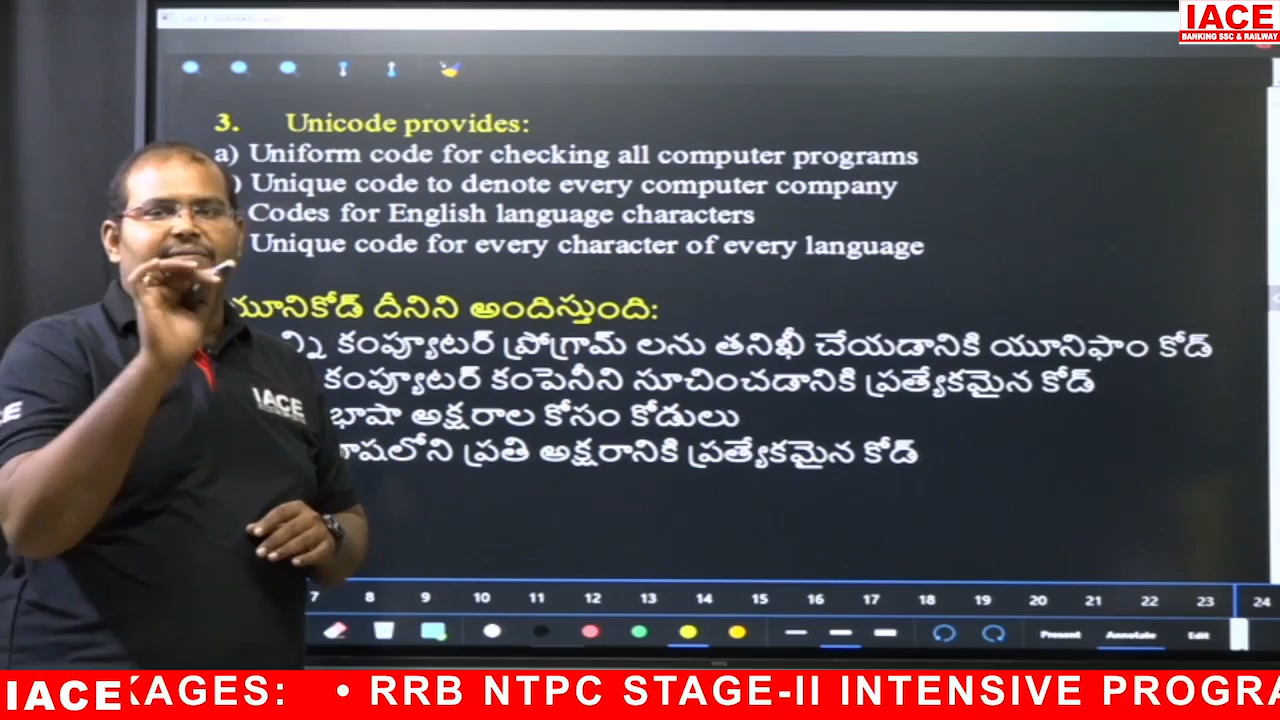 IACE
BANKING SSC & RAILWAY
3. Unicode provides:
a) Uniform code for checking all computer programs
) Unique code to denote every computer company
Codes for English language characters
Unique code for every character of every language
యూనికోడ్ దీనిని అందిస్తుంది:
కంప్యూటర్ ప్రోగ్రామ్ లను తనిఖీ చేయడానికి యూనిఫాం కోడ్
కంప్యూటర్ కంపెనీని సూచించడానికి ప్రత్యేకమైన కోడ్
భాషా అక్షరాల కోసం కోడులు
ప్రతి అక్షరానికి ప్రత్యేకమైన కోడ్
IACE
7 8 9 10 11 12 13 14 15 16 17 18 19 20 21 22 23 24
Present Annotate Edit
IACE KAGES: • RRB NTPC STAGE-II INTENSIVE PROGRA